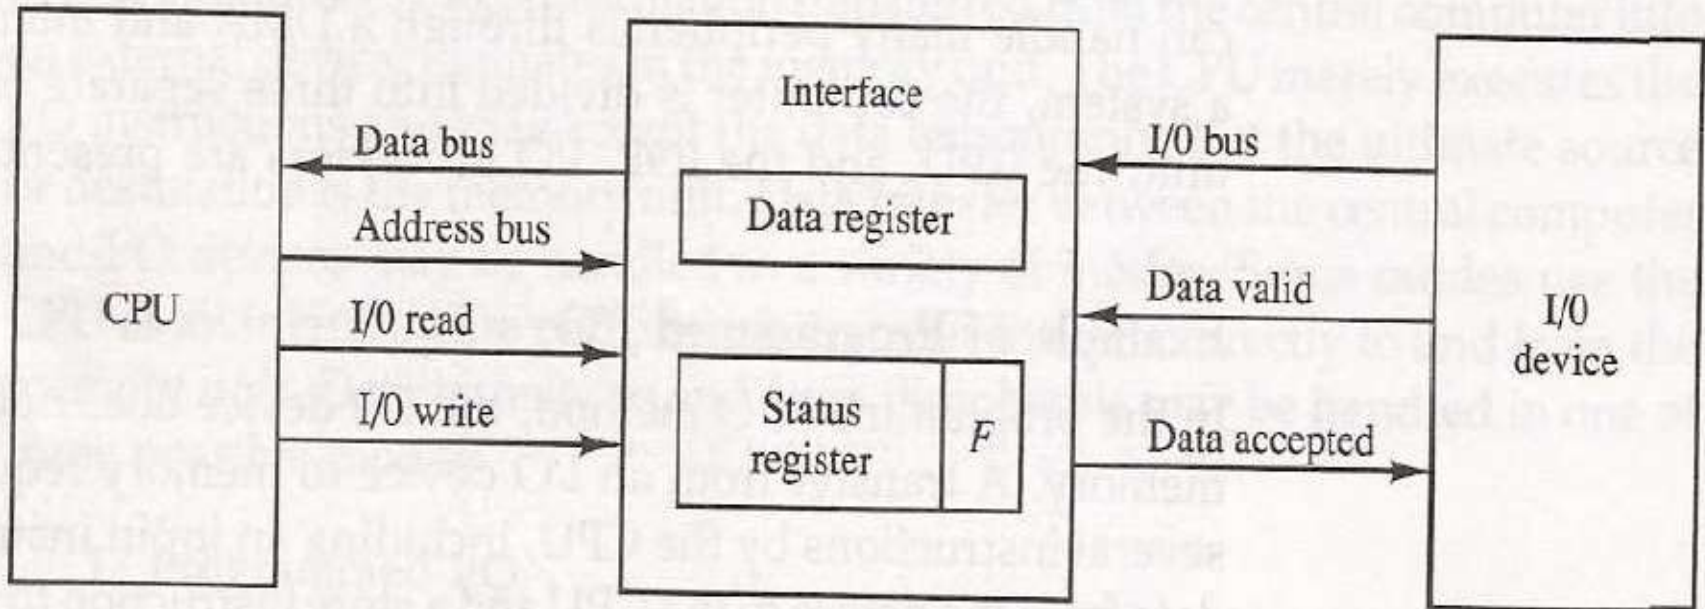 CPU
Data bus
Address bus
I/0 read
I/0 write
Interface
Data register
Status
register
F
I/0 bus
Data valid
Data accepted
I/0
device